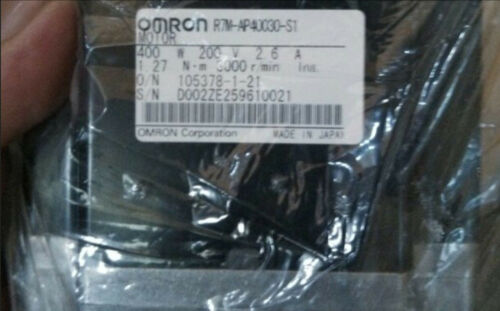 OMRON R7M-AP40030-S1
MOTOR
400 W 200 V 2.6 A
1.27 N·m 3000 r/min Ins.
O/N 105378-1-21
S/N D002ZE259610021
OMRON Corporation MADE IN JAPAN